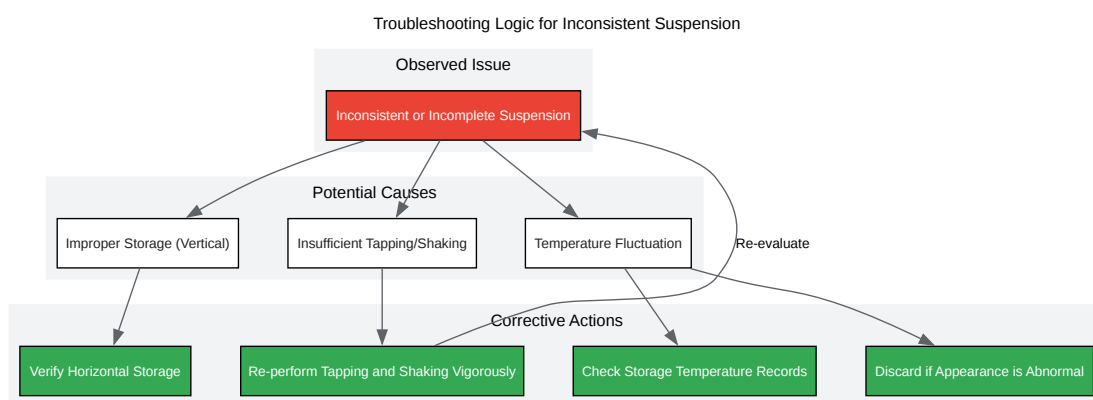 Troubleshooting Logic for Inconsistent Suspension
Observed Issue
Inconsistent or Incomplete Suspension
Potential Causes
Improper Storage (Vertical)
Insufficient Tapping/Shaking
Temperature Fluctuation
Re-evaluate
Corrective Actions
Verify Horizontal Storage
Re-perform Tapping and Shaking Vigorously
Check Storage Temperature Records
Discard if Appearance is Abnormal